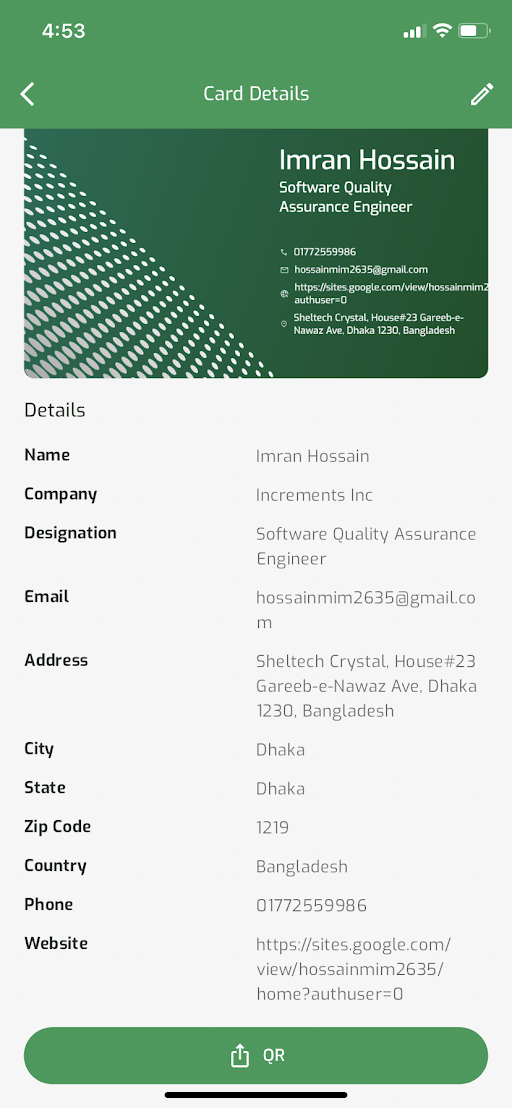 4:53
Card Details
Imran Hossain
Software Quality
Assurance Engineer
01772559986
hossainmim2635@gmail.com
https://sites.google.com/view/hossainmim2
authuser=0
Sheltech Crystal, House#23 Gareeb-e-
Nawaz Ave, Dhaka 1230, Bangladesh
Details
Name
Imran Hossain
Company
Increments Inc
Designation
Software Quality Assurance
Engineer
Email
hossainmim2635@gmail.co
m
Address
Sheltech Crystal, House#23
Gareeb-e-Nawaz Ave, Dhaka
1230, Bangladesh
City
Dhaka
State
Dhaka
Zip Code
1219
Country
Bangladesh
Phone
01772559986
Website
https://sites.google.com/
view/hossainmim2635/
home?authuser=0
QR